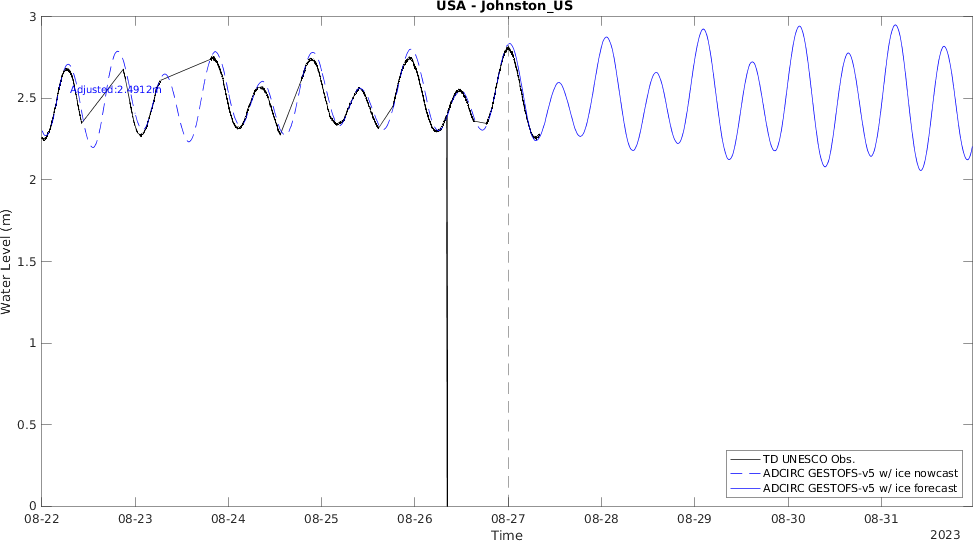 USA - Johnston_US
3
2.5
2
1.5
1
0.5
0
Water Level (m)
Adjusted:2.4912m
TD UNESCO Obs.
ADCIRC GESTOFS-v5 w/ ice nowcast
ADCIRC GESTOFS-v5 w/ ice forecast
08-22 08-23 08-24 08-25 08-26 08-27 08-28 08-29 08-30 08-31
Time
2023